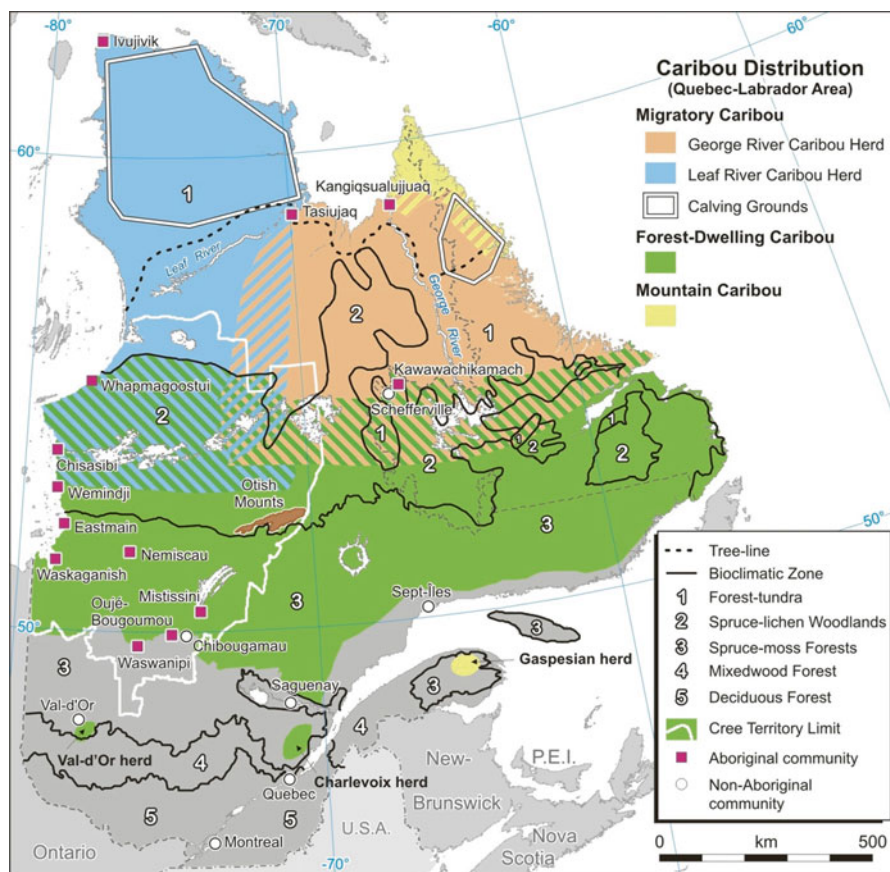 -80°
-70°
-60°
60°
Ivujivik
Caribou Distribution
(Quebec-Labrador Area)
Migratory Caribou
George River Caribou Herd
Leaf River Caribou Herd
Calving Grounds
Forest-Dwelling Caribou
Mountain Caribou
60°
1
Kangiqsualujjuaq
Tasiujaq
Leaf River
George
River
2
1
Whapmagoostui
Kawawachikamach
Schefferville
2
1
1
2
1
2
2
Chisasibi
Wemindji
Otish
Mounts
Eastmain
3
50°
Nemiscau
Waskaganish
Mistissini
3
Sept-Îles
Oujé-
Bougoumou
50°
Chibougamau
Waswanipi
3
3
Gaspesian herd
Saguenay
3
Val-d'Or
4
Val-d'Or herd
4
Charlevoix herd
Quebec
New-
Brunswick
P.E.I.
5
5
U.S.A.
Montreal
Ontario
Nova
Scotia
-70°
Tree-line
Bioclimatic Zone
1 Forest-tundra
2 Spruce-lichen Woodlands
3 Spruce-moss Forests
4 Mixedwood Forest
5 Deciduous Forest
Cree Territory Limit
Aboriginal community
Non-Aboriginal
community
0 km 500